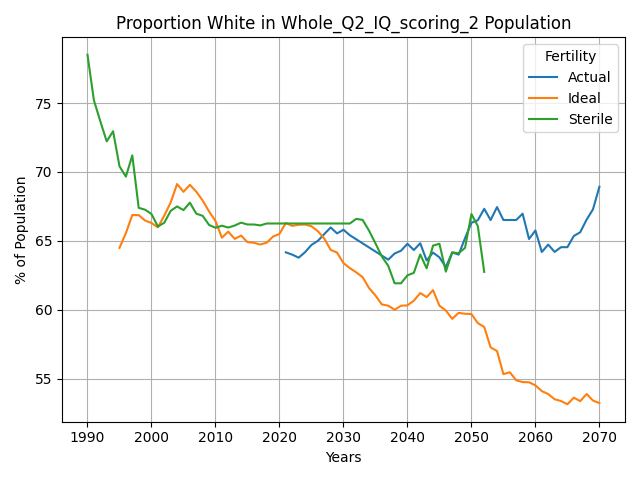 Proportion White in Whole_Q2_IQ_scoring_2 Population
Fertility
Actual
Ideal
Sterile
% of Population
75
70
65
60
55
1990 2000 2010 2020 2030 2040 2050 2060 2070
Years